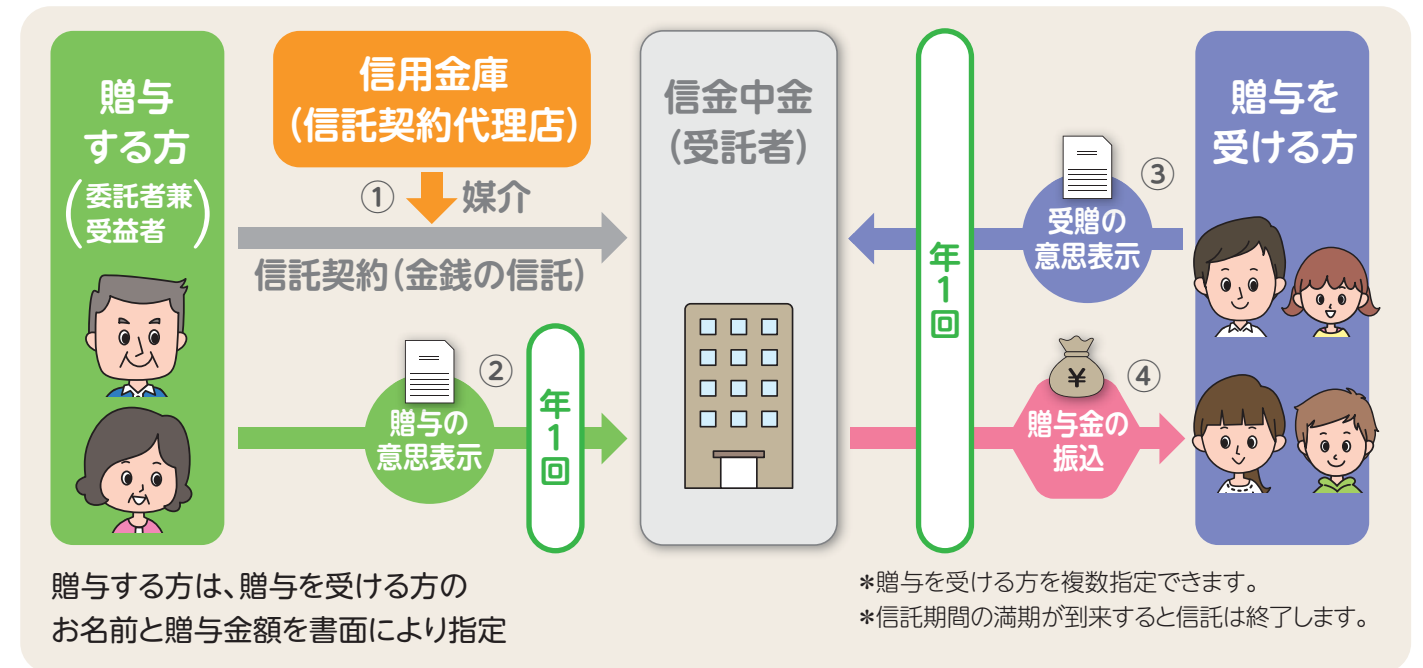 贈与
する方
(委託者兼
受益者)
信用金庫
(信託契約代理店)
① 媒介
信託契約(金銭の信託)
②
贈与の
意思表示
年1回
信金中金
(受託者)
年1回
③
受贈の
意思表示
¥
④
贈与金の
振込
贈与を
受ける方
贈与する方は、贈与を受ける方の
お名前と贈与金額を書面により指定
*贈与を受ける方を複数指定できます。
*信託期間の満期が到来すると信託は終了します。